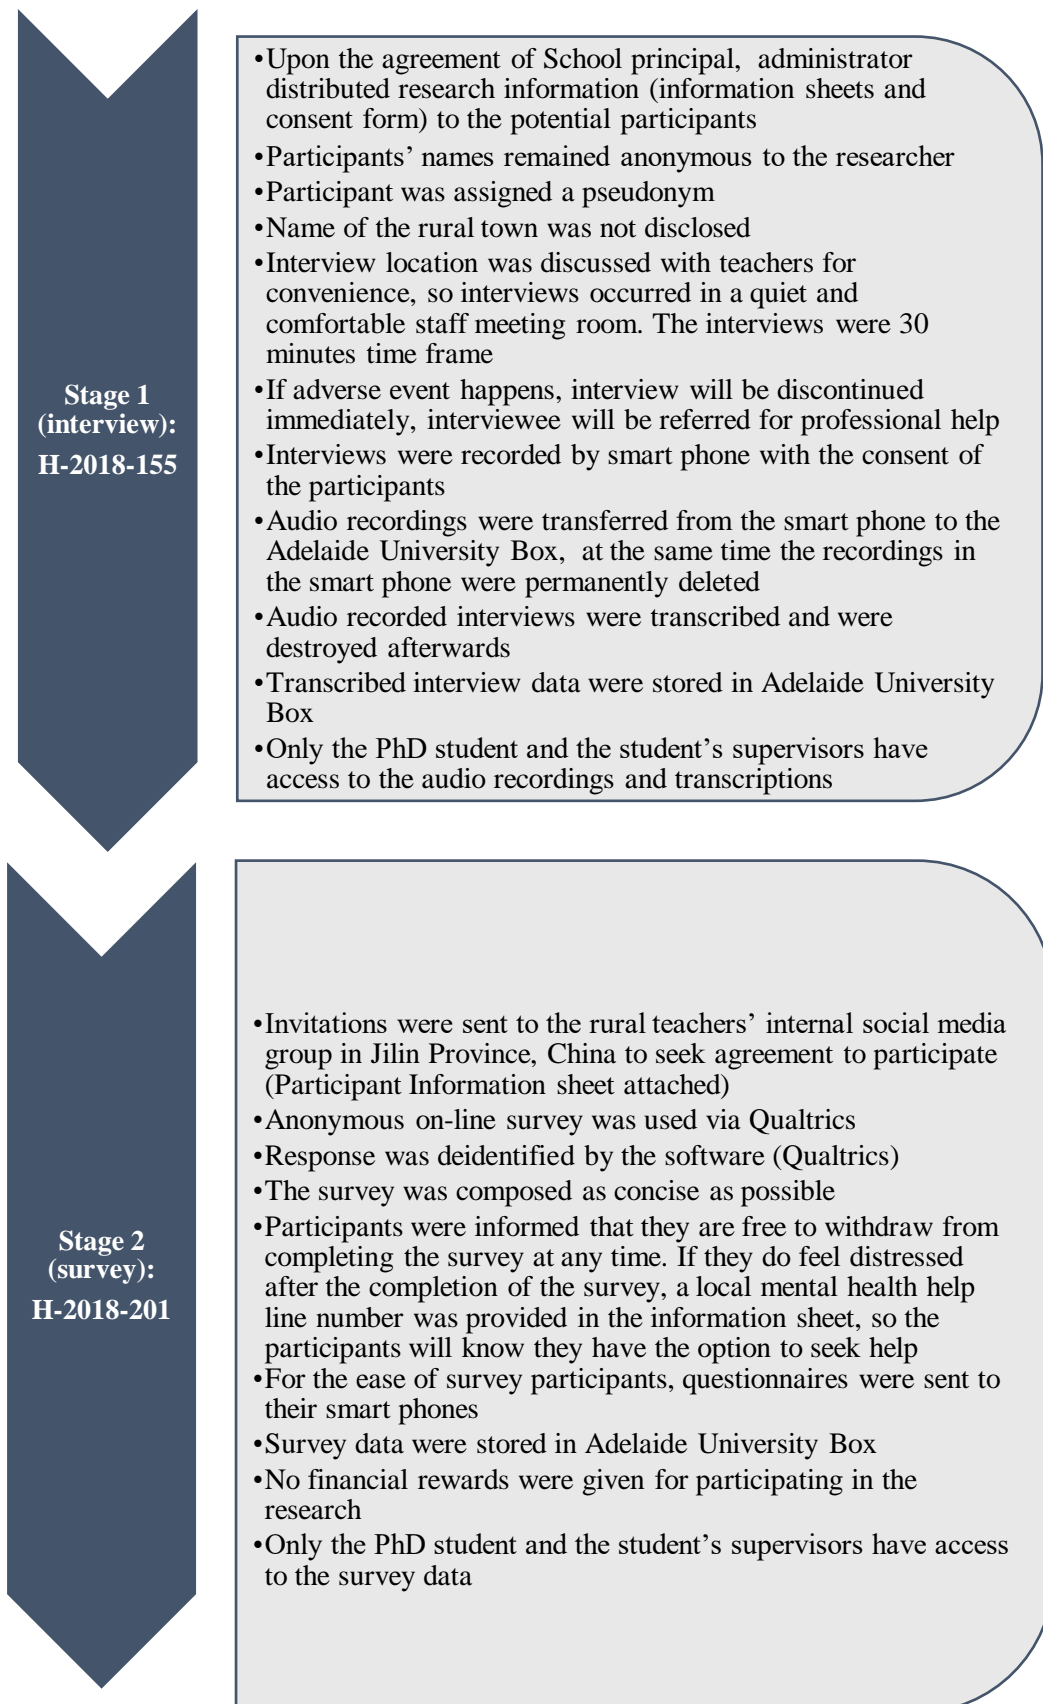 Stage 1
(interview):
H-2018-155
•Upon the agreement of School principal, administrator
distributed research information (information sheets and
consent form) to the potential participants
•Participants’ names remained anonymous to the researcher
•Participant was assigned a pseudonym
•Name of the rural town was not disclosed
•Interview location was discussed with teachers for
convenience, so interviews occurred in a quiet and
comfortable staff meeting room. The interviews were 30
minutes time frame
•If adverse event happens, interview will be discontinued
immediately, interviewee will be referred for professional help
•Interviews were recorded by smart phone with the consent of
the participants
•Audio recordings were transferred from the smart phone to the
Adelaide University Box, at the same time the recordings in
the smart phone were permanently deleted
•Audio recorded interviews were transcribed and were
destroyed afterwards
•Transcribed interview data were stored in Adelaide University
Box
•Only the PhD student and the student’s supervisors have
access to the audio recordings and transcriptions
Stage 2
(survey):
H-2018-201
•Invitations were sent to the rural teachers’ internal social media
group in Jilin Province, China to seek agreement to participate
(Participant Information sheet attached)
•Anonymous on-line survey was used via Qualtrics
•Response was deidentified by the software (Qualtrics)
•The survey was composed as concise as possible
•Participants were informed that they are free to withdraw from
completing the survey at any time. If they do feel distressed
after the completion of the survey, a local mental health help
line number was provided in the information sheet, so the
participants will know they have the option to seek help
•For the ease of survey participants, questionnaires were sent to
their smart phones
•Survey data were stored in Adelaide University Box
•No financial rewards were given for participating in the
research
•Only the PhD student and the student’s supervisors have access
to the survey data